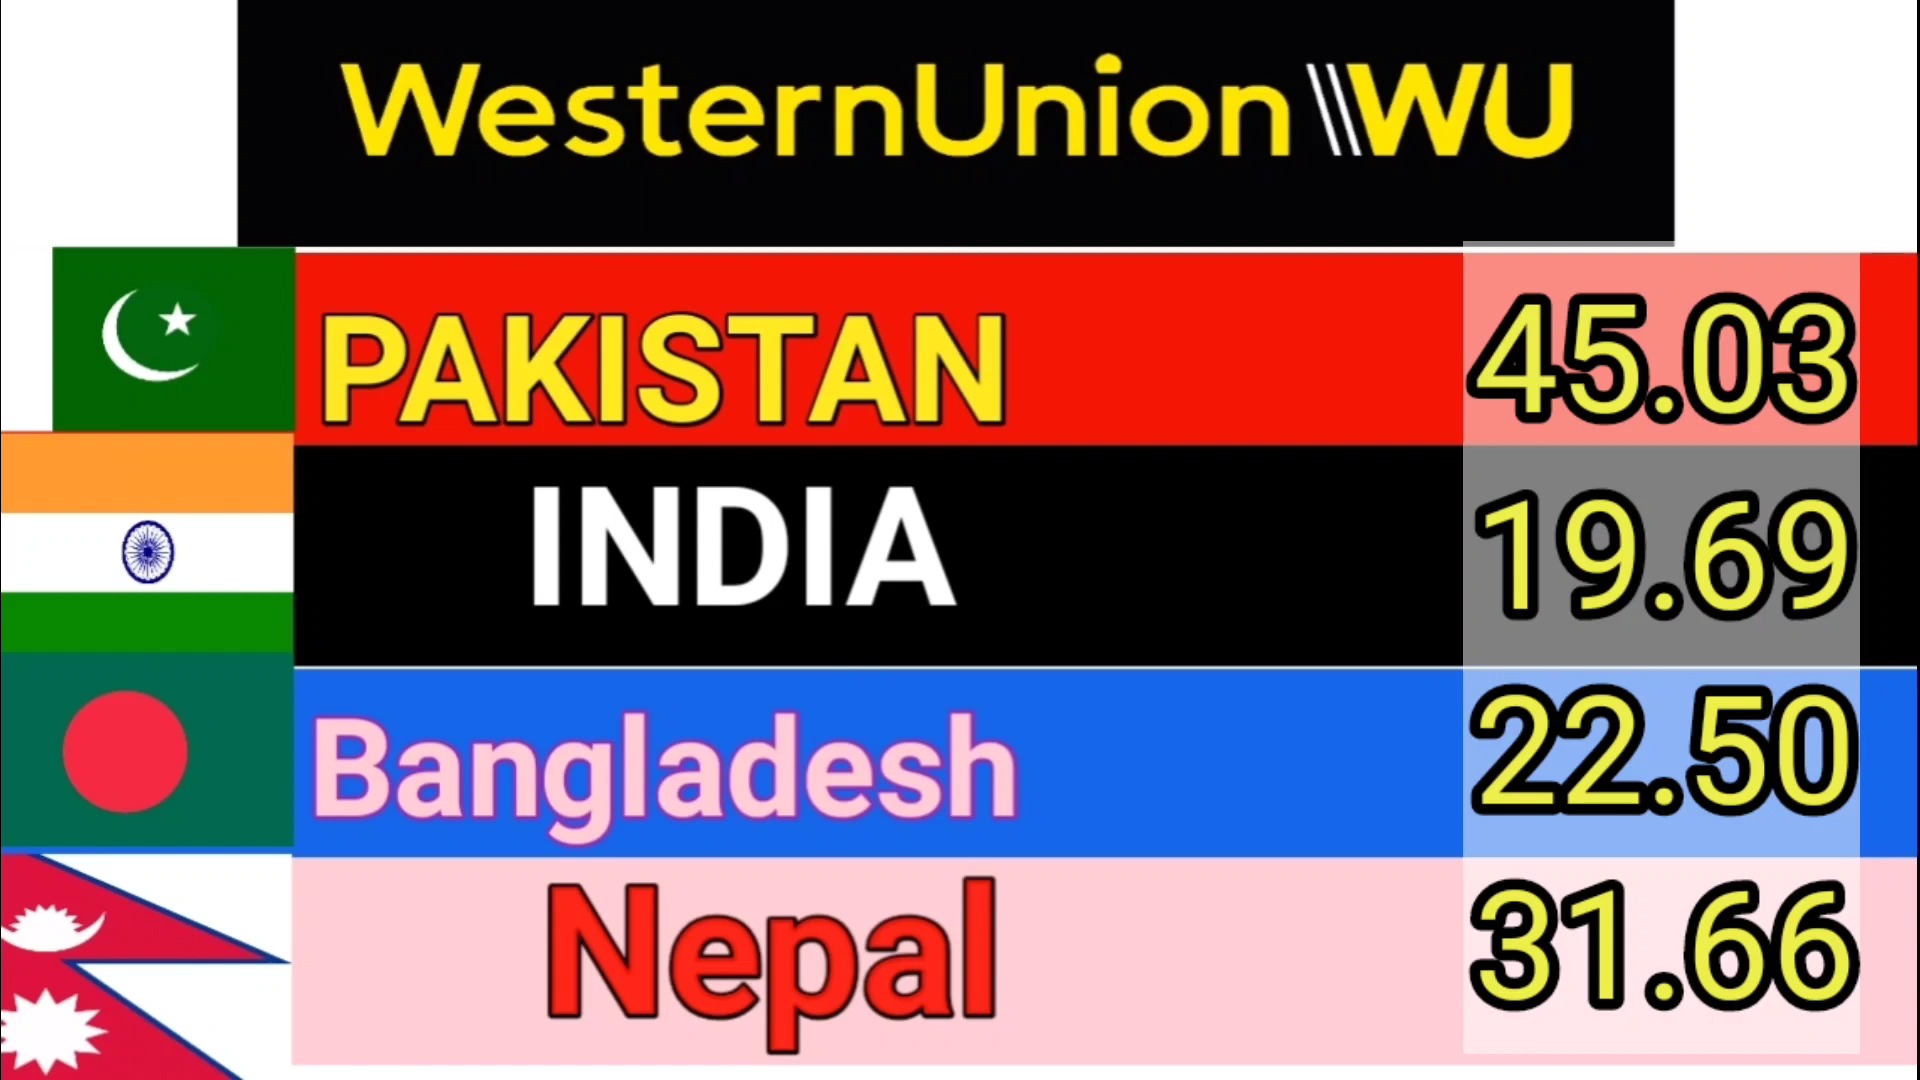 WesternUnion WU
PAKISTAN 45.03
INDIA 19.69
Bangladesh 22.50
Nepal 31.66